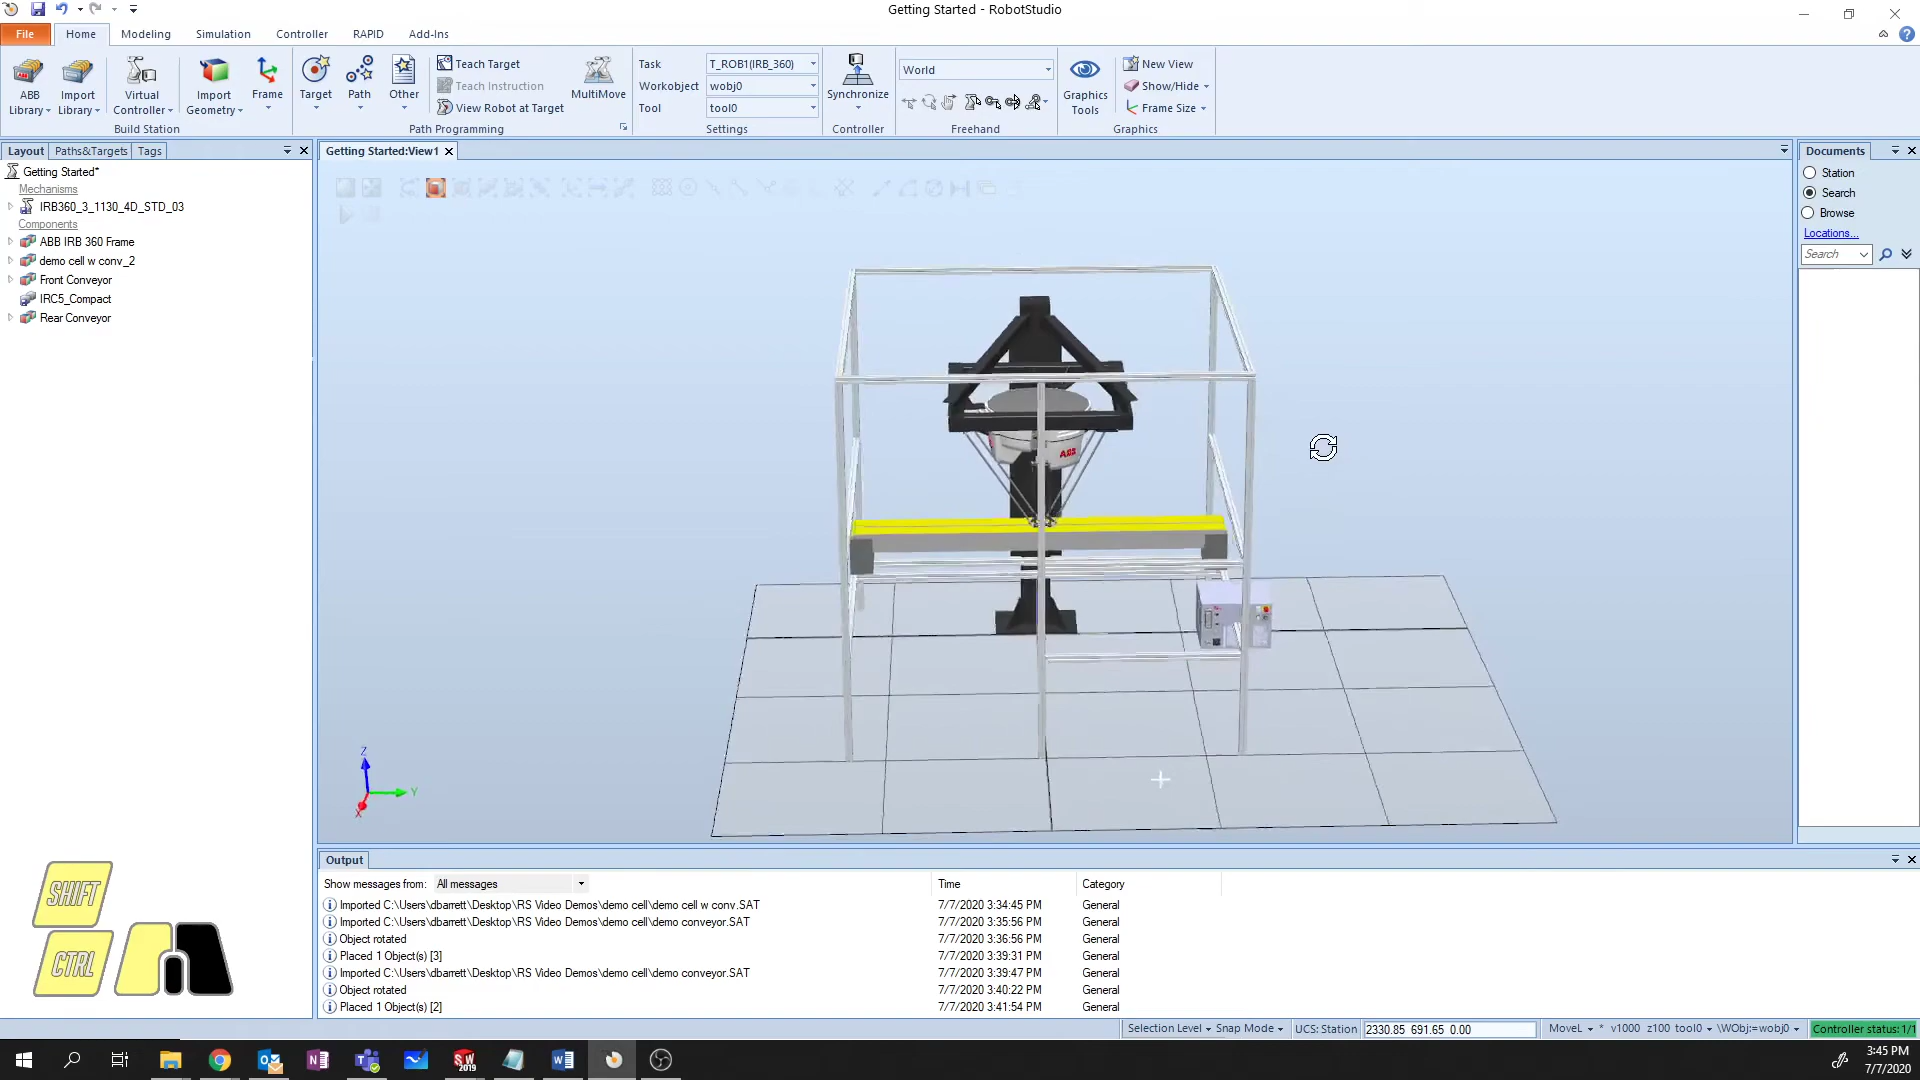 Getting Started - RobotStudio
File Home Modeling Simulation Controller RAPID Add-Ins
ABB Library
Import Library
Virtual Controller
Import Geometry
Frame
Build Station
Target
Path
Other
Teach Target
Teach Instruction
View Robot at Target
MultiMove
Path Programming
Task T_ROB1(IRB_360)
Workobject wobj0
Tool tool0
Settings
Synchronize
Controller
World
Freehand
Graphics Tools
New View
Show/Hide
Frame Size
Graphics
Layout Paths&Targets Tags
Getting Started*
Mechanisms
IRB360_3_1130_4D_STD_03
Components
ABB IRB 360 Frame
demo cell w conv_2
Front Conveyor
IRC5_Compact
Rear Conveyor
SHIFT
CTRL
Getting Started:View1
ABB
Z
Y
X
Documents
Station
Search
Browse
Locations...
Search
Output
Show messages from: All messages Time Category
Imported C:\Users\dbarrett\Desktop\RS Video Demos\demo cell\demo cell w conv.SAT 7/7/2020 3:34:45 PM General
Imported C:\Users\dbarrett\Desktop\RS Video Demos\demo cell\demo conveyor.SAT 7/7/2020 3:35:56 PM General
Object rotated 7/7/2020 3:36:56 PM General
Placed 1 Object(s) [3] 7/7/2020 3:39:31 PM General
Imported C:\Users\dbarrett\Desktop\RS Video Demos\demo cell\demo conveyor.SAT 7/7/2020 3:39:47 PM General
Object rotated 7/7/2020 3:40:22 PM General
Placed 1 Object(s) [2] 7/7/2020 3:41:54 PM General
Selection Level Snap Mode UCS: Station 2330.85 691.65 0.00 MoveL * v1000 z100 tool0 \WObj:=wobj0 Controller status: 1/1
3:45 PM
7/7/2020